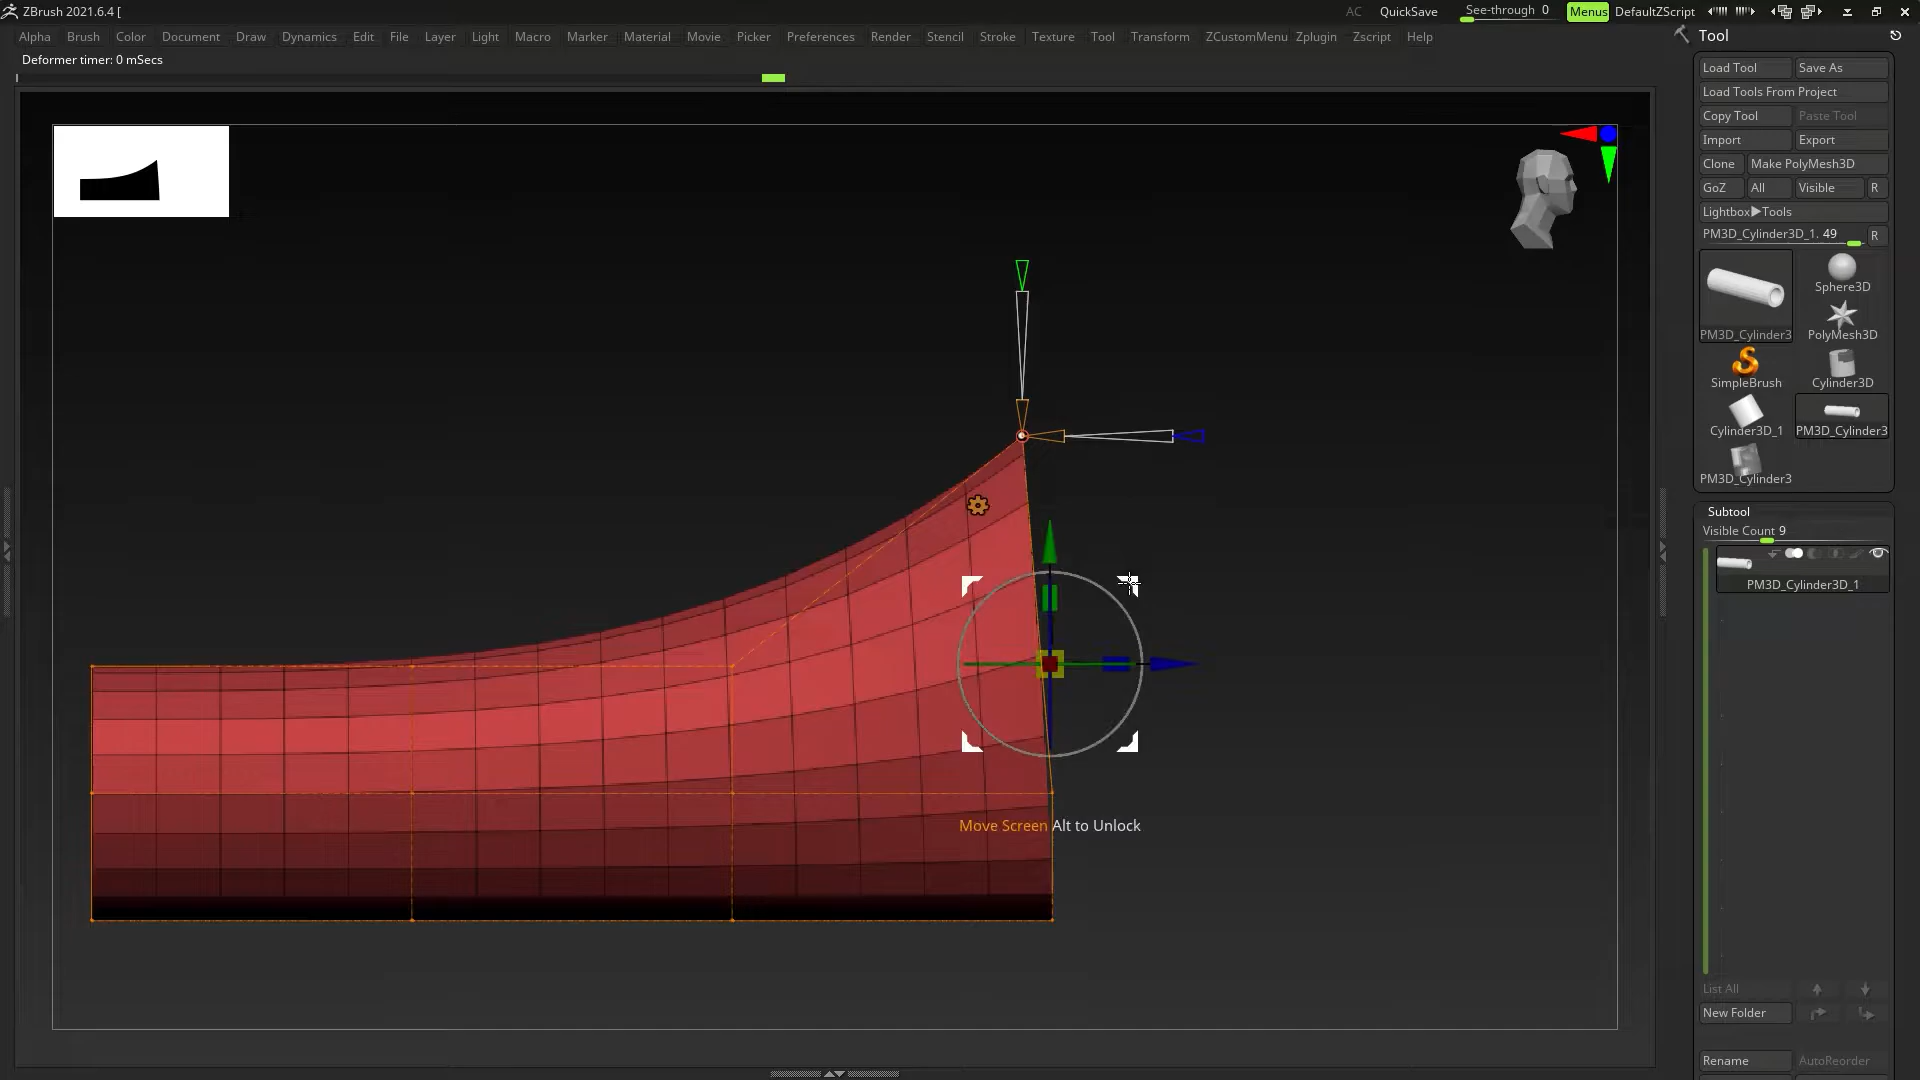 ZBrush 2021.6.4 [
AC QuickSave See-through 0 Menus DefaultZScript
Alpha Brush Color Document Draw Dynamics Edit File Layer Light Macro Marker Material Movie Picker Preferences Render Stencil Stroke Texture Tool Transform ZCustomMenu Zplugin Zscript Help
Tool
Deformer timer: 0 mSecs
Load Tool Save As
Load Tools From Project
Copy Tool Paste Tool
Import Export
Clone Make PolyMesh3D
GoZ All Visible R
Lightbox▶Tools
PM3D_Cylinder3D_1. 49 R
Sphere3D
PM3D_Cylinder3 PolyMesh3D
SimpleBrush Cylinder3D
Cylinder3D_1 PM3D_Cylinder3
PM3D_Cylinder3
Subtool
Visible Count 9
PM3D_Cylinder3D_1
Move Screen Alt to Unlock
List All
New Folder
Rename AutoReorder